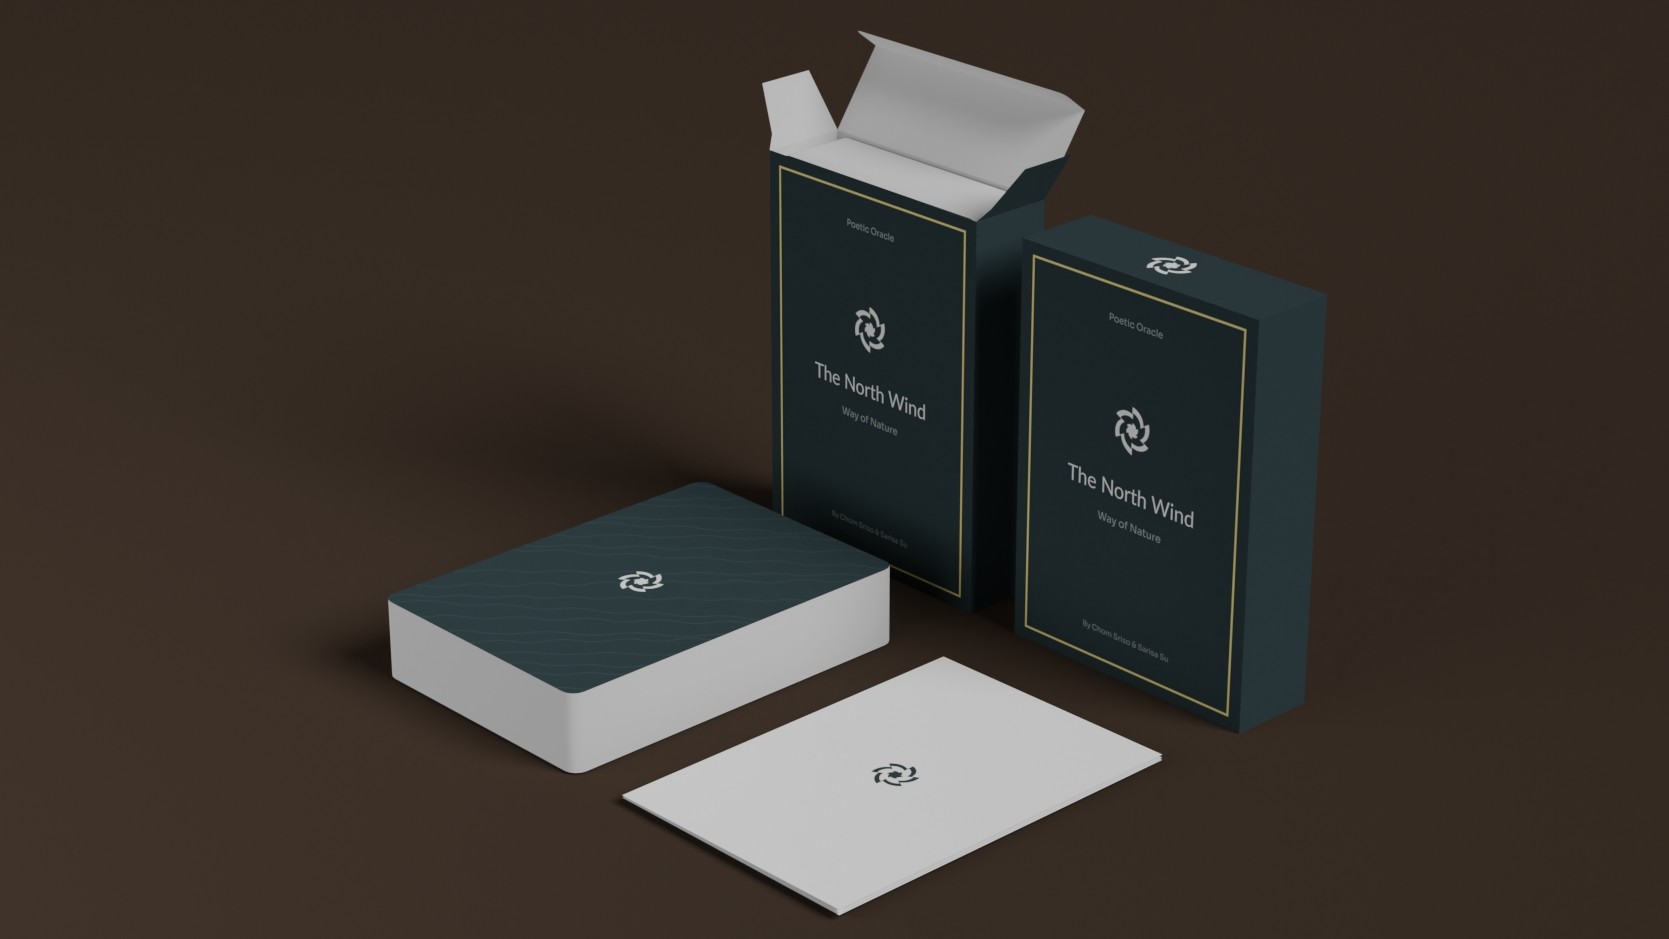 Poetic Oracle
The North Wind
Way of Nature
By Chom Sriso & Sarisa Su
Poetic Oracle
The North Wind
Way of Nature
By Chom Sriso & Sarisa Su